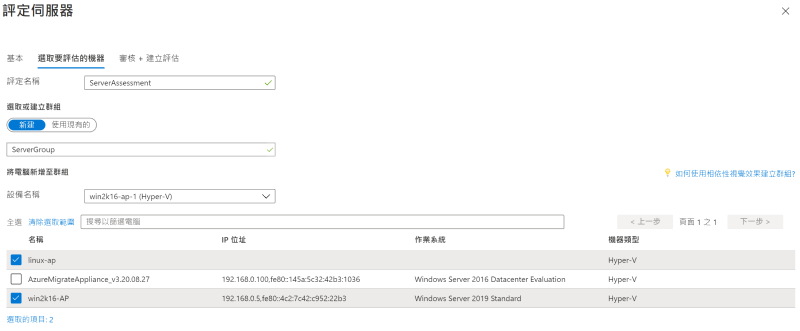 評定伺服器
基本 選取要評估的機器 審核 + 建立評估
評定名稱 ServerAssessment
選取或建立群組
新建 使用現有的
ServerGroup
將電腦新增至群組
如何使用相依性視覺效果建立群組?
設備名稱 win2k16-ap-1 (Hyper-V)
全選 清除選取範圍 搜尋以篩選電腦 < 上一步 頁面 1 之 1 下一步 >
名稱 IP 位址 作業系統 機器類型
linux-ap Hyper-V
AzureMigrateAppliance_v3.20.08.27 192.168.0.100,fe80::145a:5c32:42b3:1036 Windows Server 2016 Datacenter Evaluation Hyper-V
win2k16-AP 192.168.0.5,fe80::4c2:7c42:c952:22b3 Windows Server 2019 Standard Hyper-V
選取的項目: 2